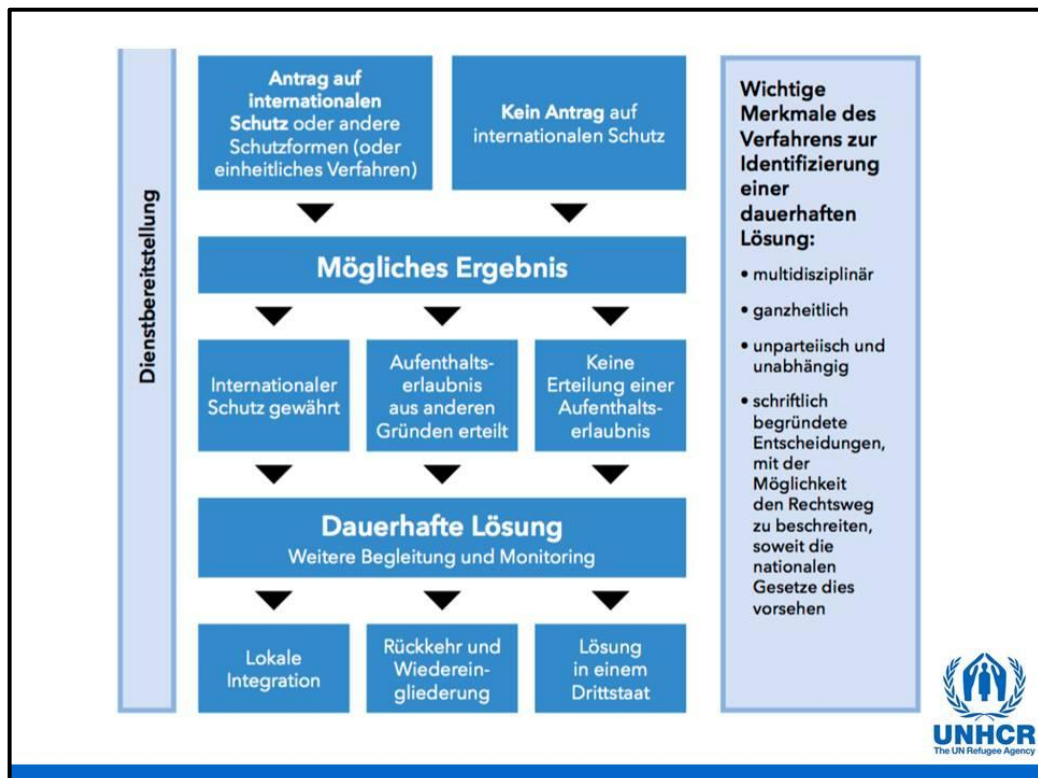 Dienstbereitstellung
Antrag auf
internationalen
Schutz oder andere
Schutzformen (oder
einheitliches Verfahren)
Kein Antrag auf
internationalen Schutz
Mögliches Ergebnis
Internationaler
Schutz gewährt
Aufenthalts-
erlaubnis
aus anderen
Gründen erteilt
Keine
Erteilung einer
Aufenthalts-
erlaubnis
Dauerhafte Lösung
Weitere Begleitung und Monitoring
Lokale
Integration
Rückkehr und
Wiederein-
gliederung
Lösung
in einem
Drittstaat
Wichtige
Merkmale des
Verfahrens zur
Identifizierung
einer
dauerhaften
Lösung:
• multidisziplinär
• ganzheitlich
• unparteiisch und
unabhängig
• schriftlich
begründete
Entscheidungen,
mit der
Möglichkeit
den Rechtsweg
zu beschreiten,
soweit die
nationalen
Gesetze dies
vorsehen
UNHCR
The UN Refugee Agency